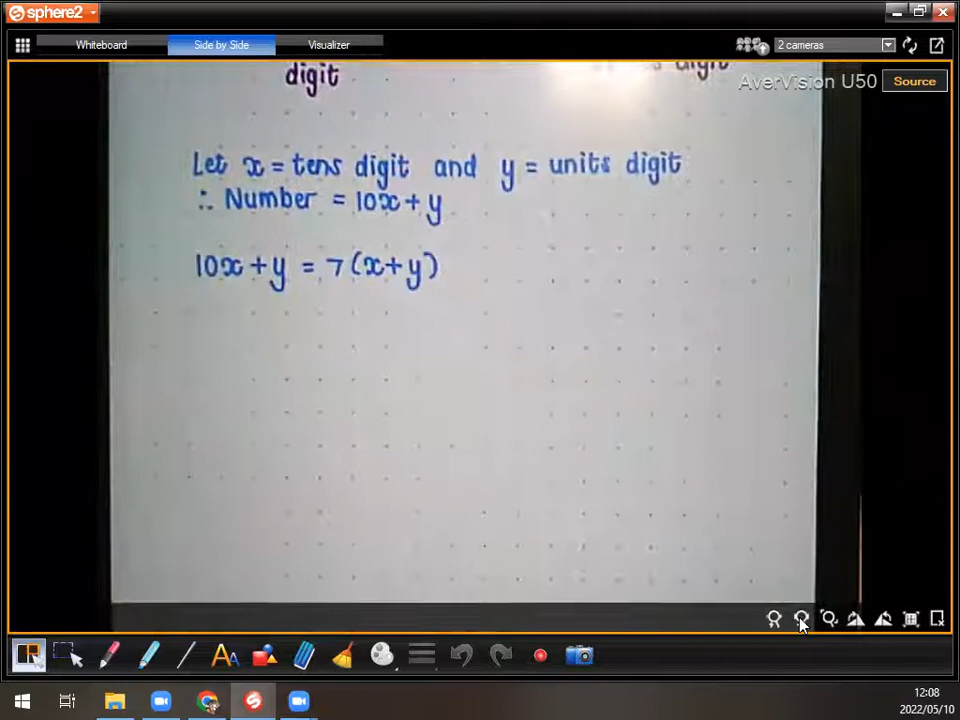 sphere2
Whiteboard
Side by Side
Visualizer
2 cameras
AverVision U50
Source
digit
digit
Let x = tens digit and y = units digit
∴ Number = 10x + y
10x + y = 7 (x + y)
12:08
2022/05/10